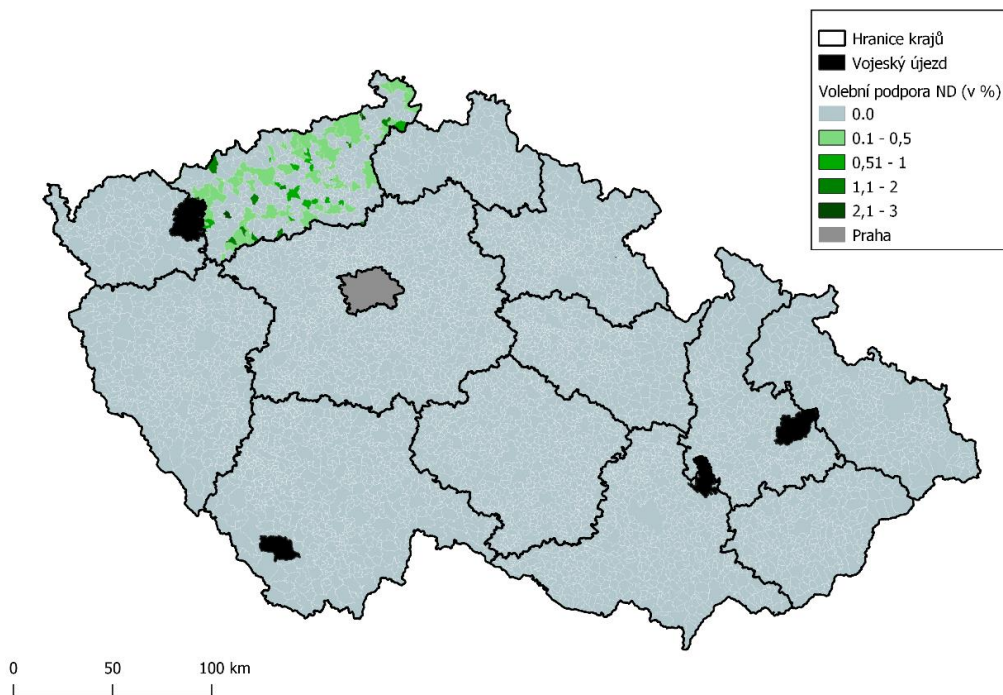 Hranice krajů
Vojeský újezd
Volební podpora ND (v %)
0.0
0.1 - 0,5
0,51 - 1
1,1 - 2
2,1 - 3
Praha
0 50 100 km